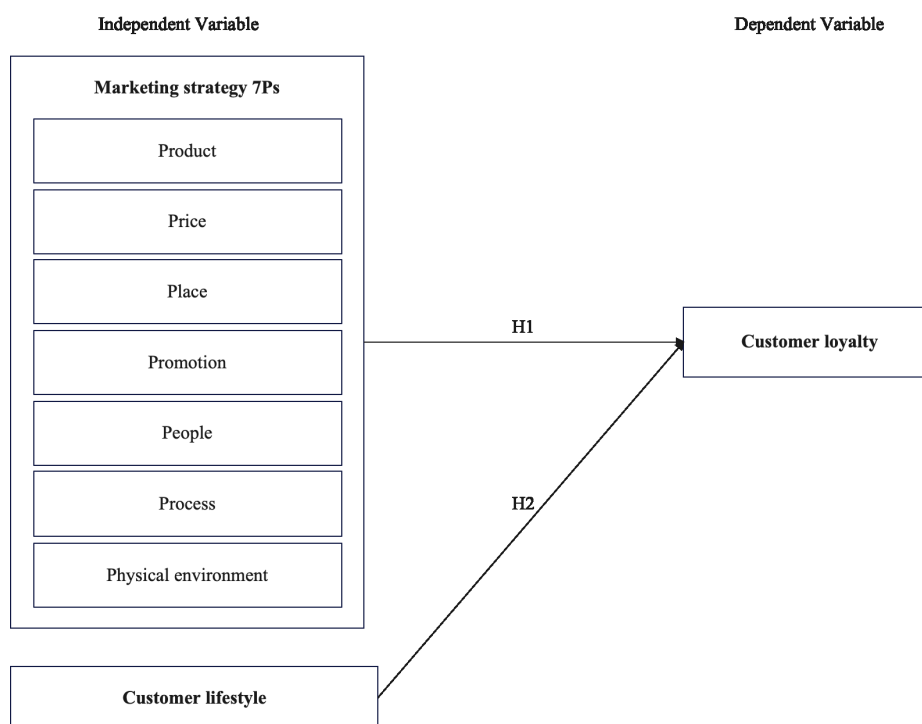 Independent Variable
Dependent Variable
Marketing strategy 7Ps
Product
Price
Place
Promotion
People
Process
Physical environment
H1
Customer loyalty
H2
Customer lifestyle